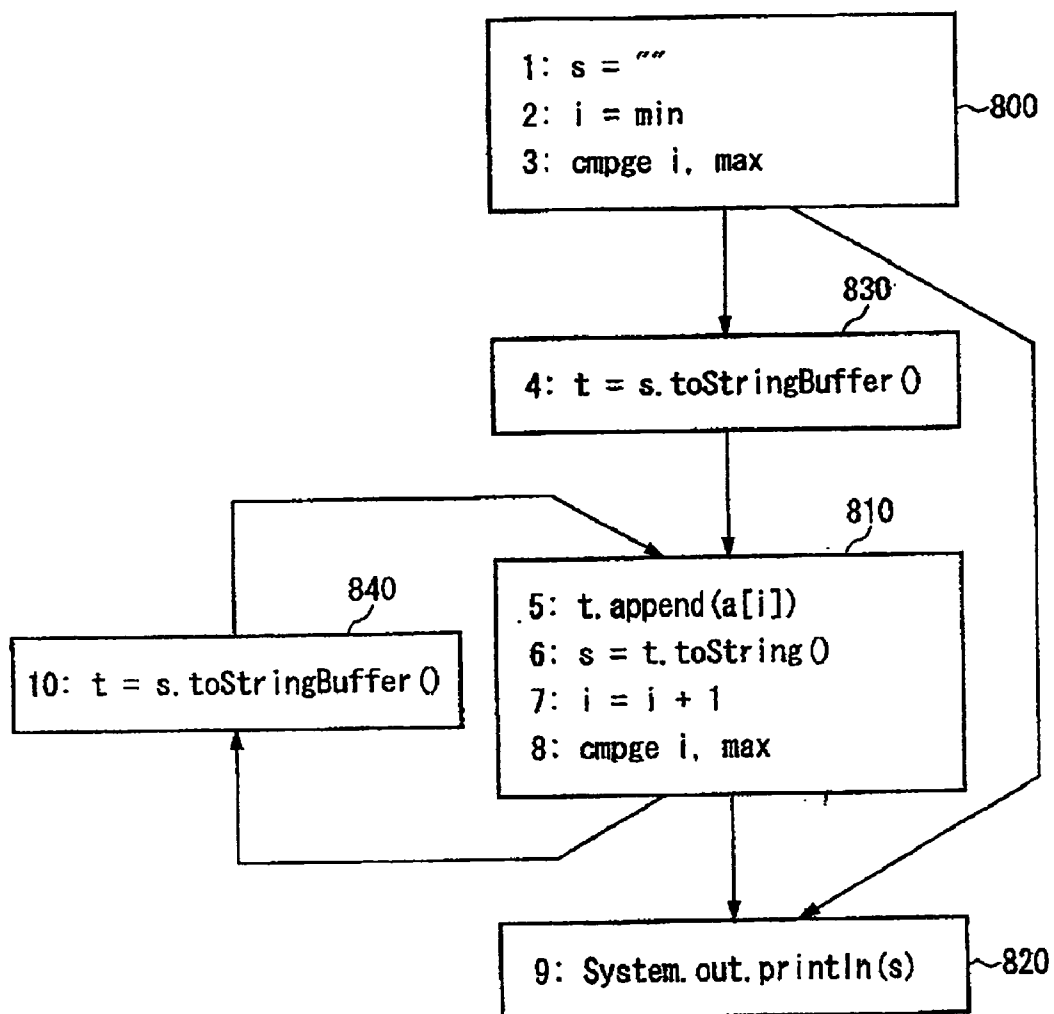 1: s = ""
2: i = min
3: cmpge i, max
800
830
4: t = s.toStringBuffer()
810
5: t.append(a[i])
6: s = t.toString()
7: i = i + 1
8: cmpge i, max
840
10: t = s.toStringBuffer()
9: System.out.println(s)
820